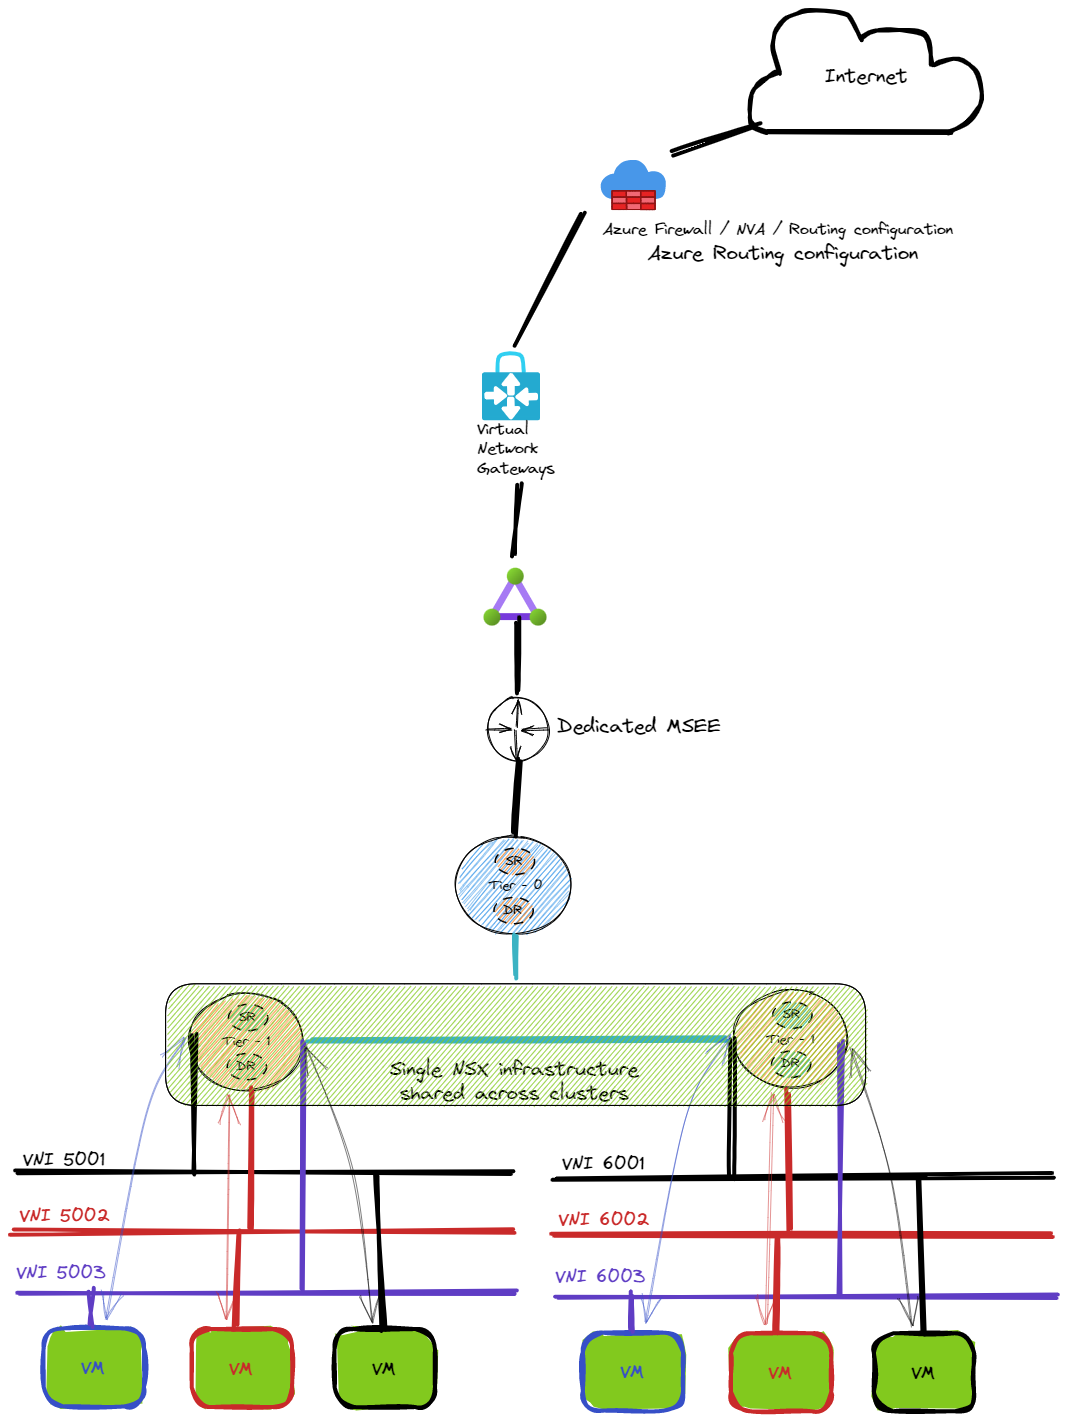 Internet
Azure Firewall / NVA / Routing configuration
Azure Routing configuration
Virtual
Network
Gateways
Dedicated MSEE
SR
Tier - 0
DR
SR
Tier - 1
DR
SR
Tier - 1
DR
Single NSX infrastructure
shared across clusters
VNI 5001
VNI 5002
VNI 5003
VNI 6001
VNI 6002
VNI 6003
VM
VM
VM
VM
VM
VM